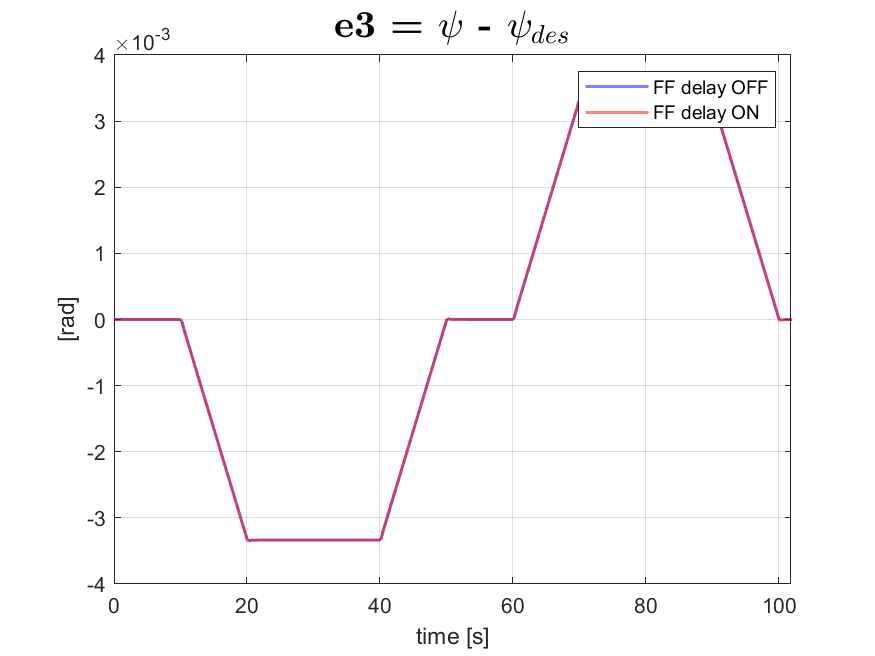 e3 = ψ - ψdes
×10-3
4
3
2
1
0
-1
-2
-3
-4
[rad]
FF delay OFF
FF delay ON
0 20 40 60 80 100
time [s]